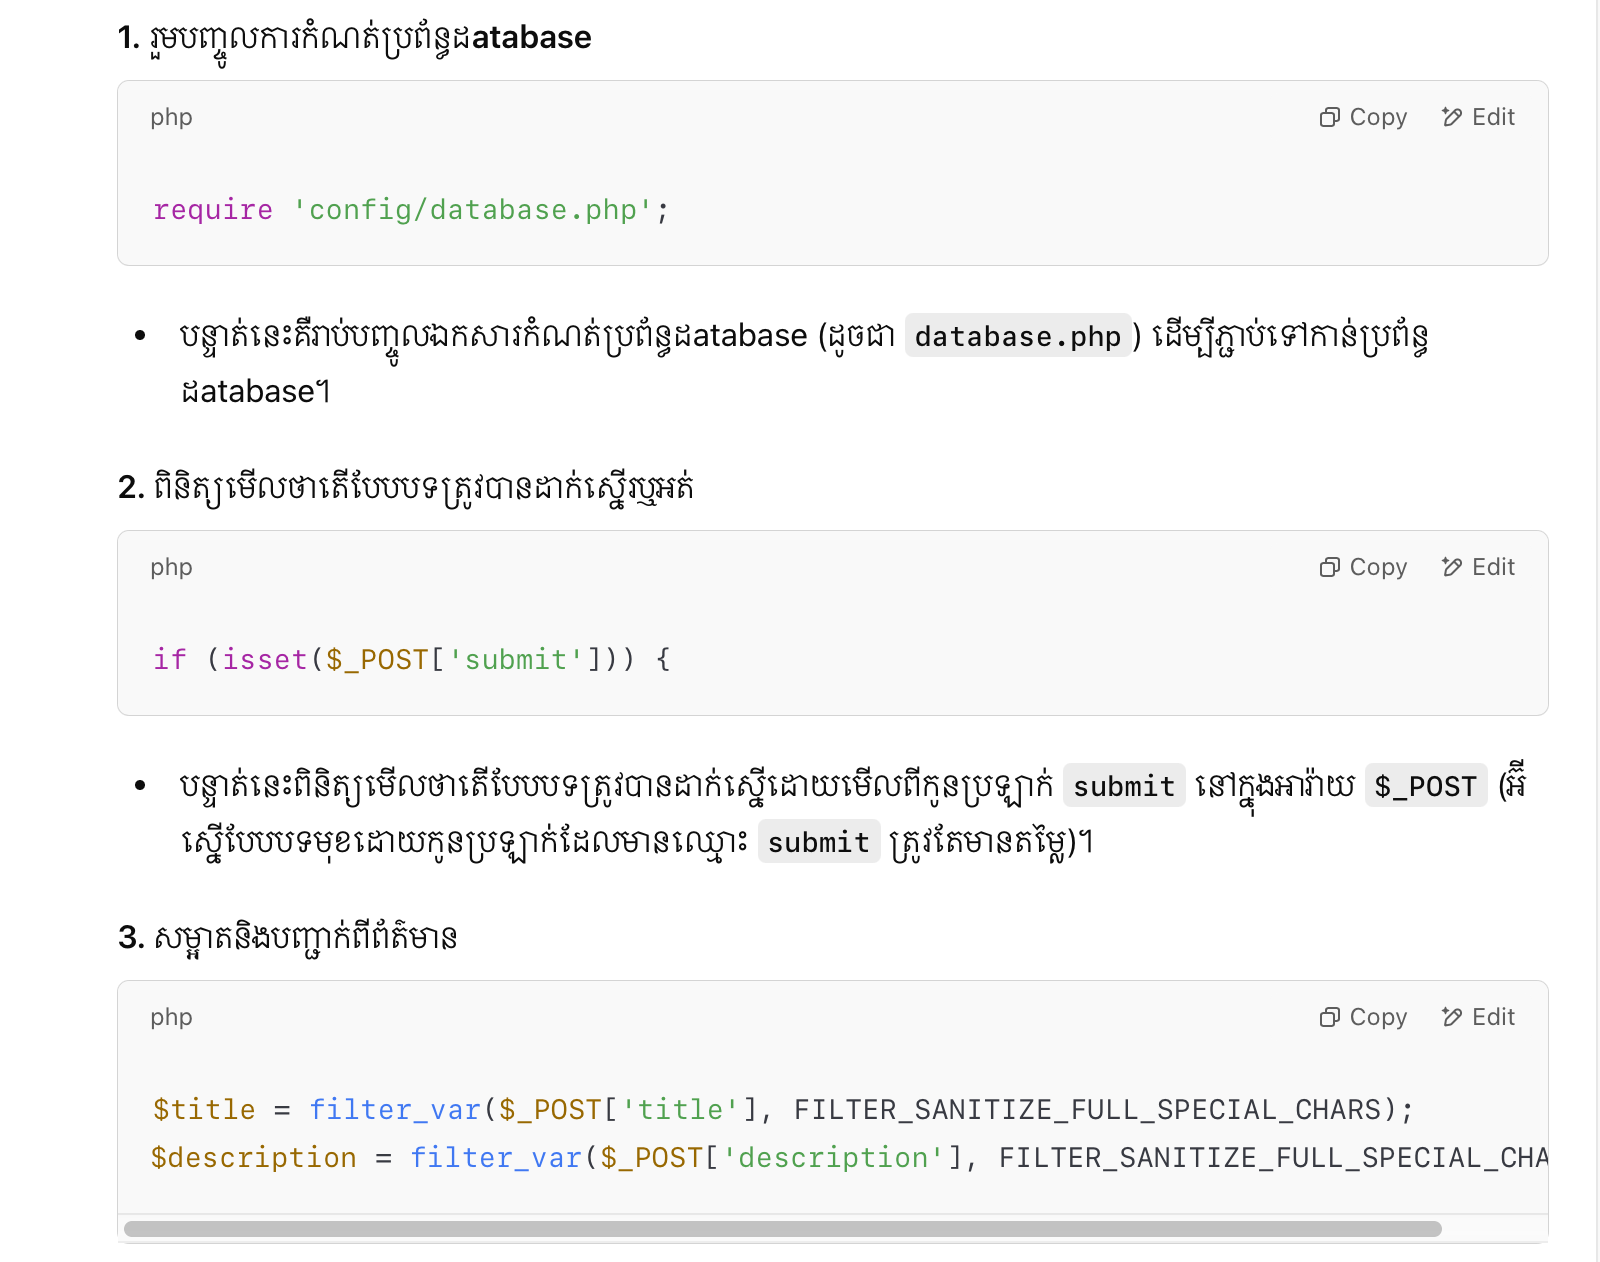 1. រួមបញ្ចូលការកំណត់ប្រព័ន្ធដatabase
php Copy Edit
require 'config/database.php';
• បន្ទាត់នេះគឺរាប់បញ្ចូលឯកសារកំណត់ប្រព័ន្ធដatabase (ដូចជា database.php) ដើម្បីភ្ជាប់ទៅកាន់ប្រព័ន្ធ
ដatabase។
2. ពិនិត្យមើលថាតើបែបបទត្រូវបានដាក់ស្នើរឬអត់
php Copy Edit
if (isset($_POST['submit'])) {
• បន្ទាត់នេះពិនិត្យមើលថាតើបែបបទត្រូវបានដាក់ស្នើដោយមើលពីកូនប្រឡាក់ submit នៅក្នុងអារ៉ាយ $_POST (អ៊ី
ស្នើបែបបទមុខដោយកូនប្រឡាក់ដែលមានឈ្មោះ submit ត្រូវតែមានតម្លៃ)។
3. សម្អាតនិងបញ្ជាក់ពីព័ត៌មាន
php Copy Edit
$title = filter_var($_POST['title'], FILTER_SANITIZE_FULL_SPECIAL_CHARS);
$description = filter_var($_POST['description'], FILTER_SANITIZE_FULL_SPECIAL_CHA